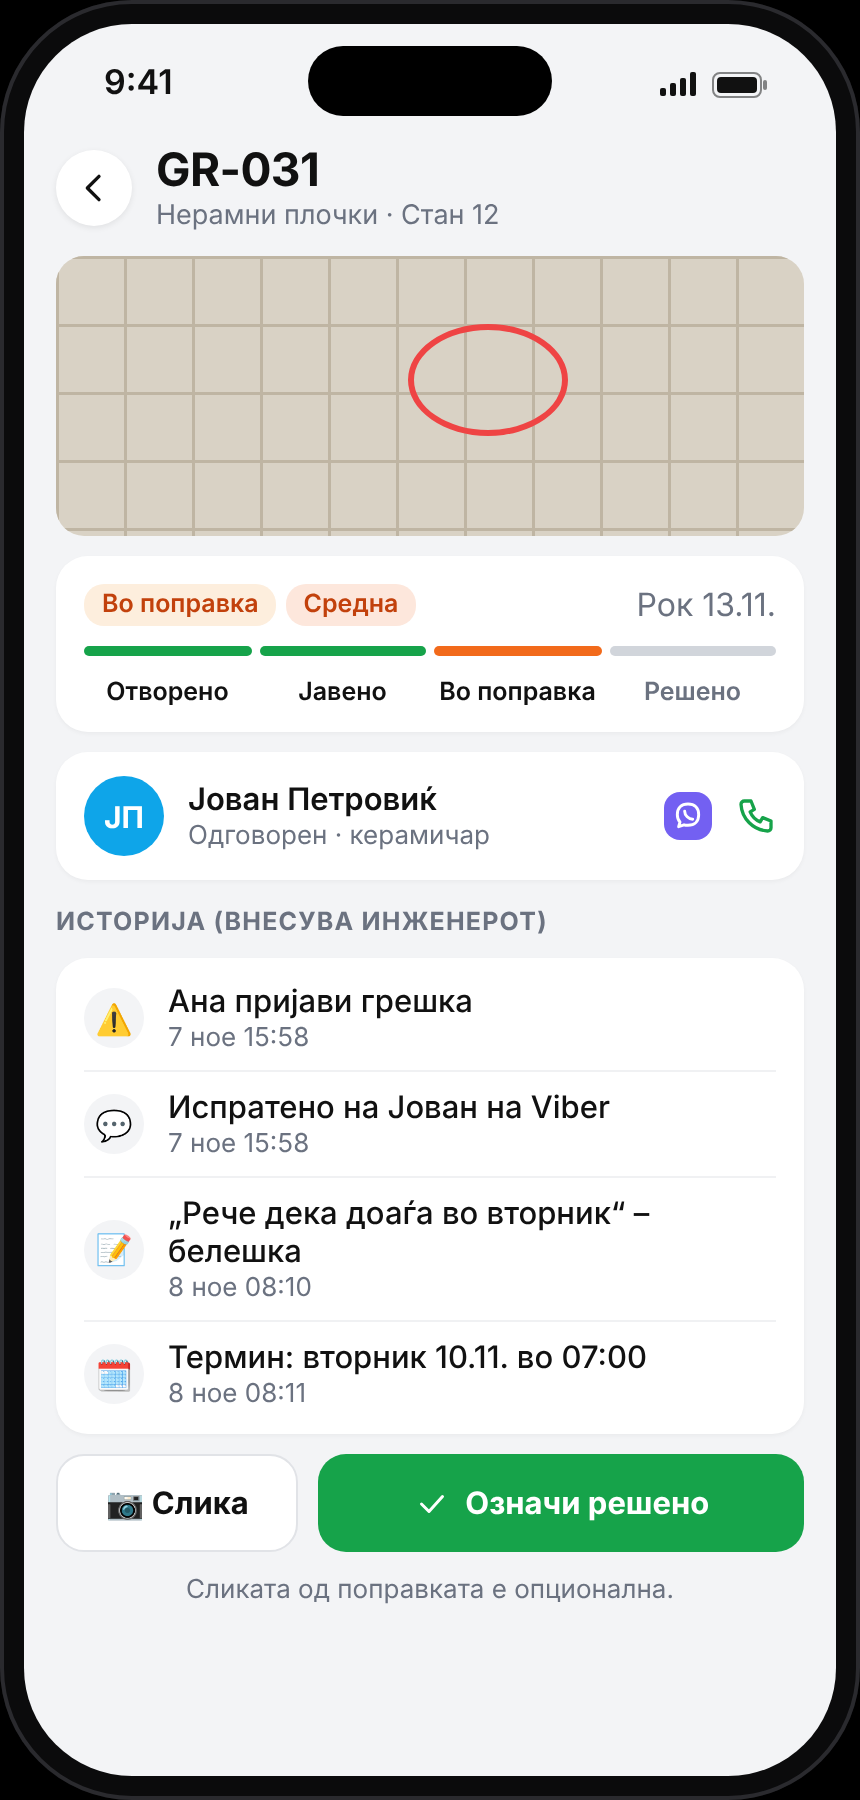 9:41
GR-031
Нерамни плочки · Стан 12
Во поправка
Средна
Рок 13.11.
Отворено
Јавено
Во поправка
Решено
ЈП
Јован Петровиќ
Одговорен · керамичар
ИСТОРИЈА (ВНЕСУВА ИНЖЕНЕРОТ)
Ана пријави грешка
7 ное 15:58
Испратено на Јован на Viber
7 ное 15:58
„Рече дека доаѓа во вторник“ –
белешка
8 ное 08:10
Термин: вторник 10.11. во 07:00
8 ное 08:11
Слика
Означи решено
Сликата од поправката е опционална.